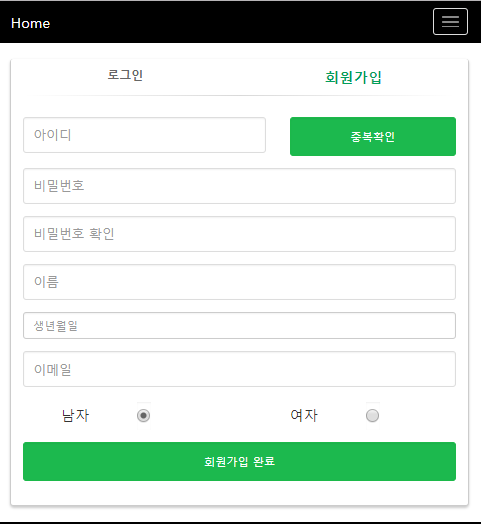 Home
로그인 회원가입
아이디 중복확인
비밀번호
비밀번호 확인
이름
생년월일
이메일
남자 여자
회원가입 완료